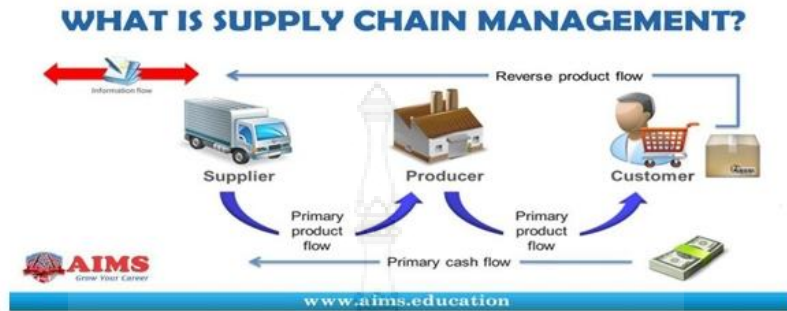 WHAT IS SUPPLY CHAIN MANAGEMENT?
Reverse product flow
Information flow
Supplier
Producer
Customer
Primary
product
flow
Primary
product
flow
Primary cash flow
AIMS
Grow Your Career
www.aims.education